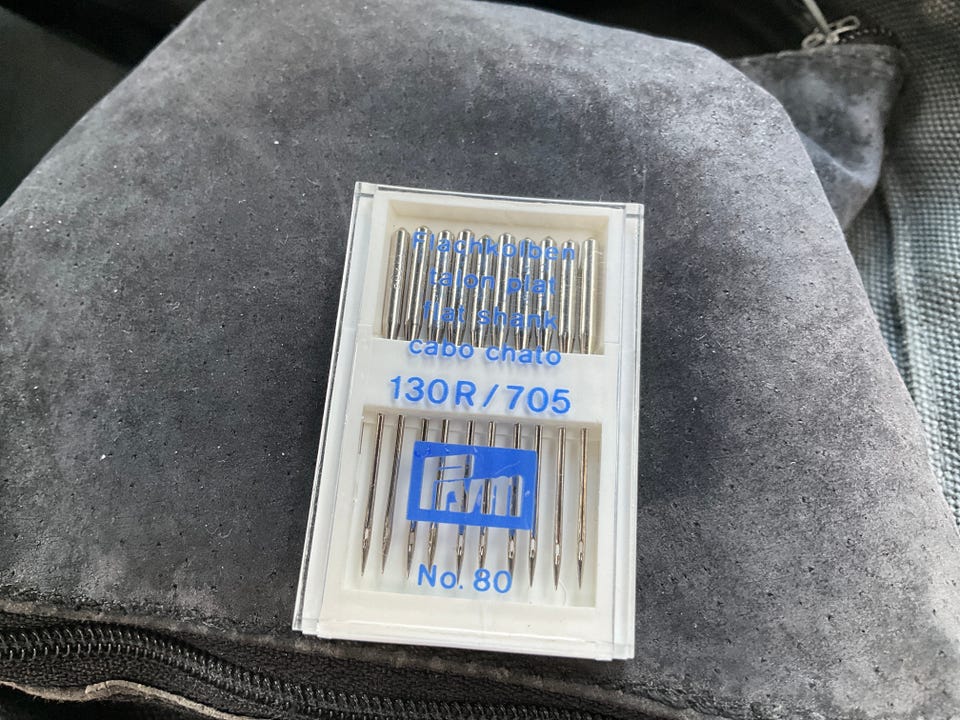 Flachkolben
talon plat
flat shank
cabo chato
130R/705
Prym
No. 80